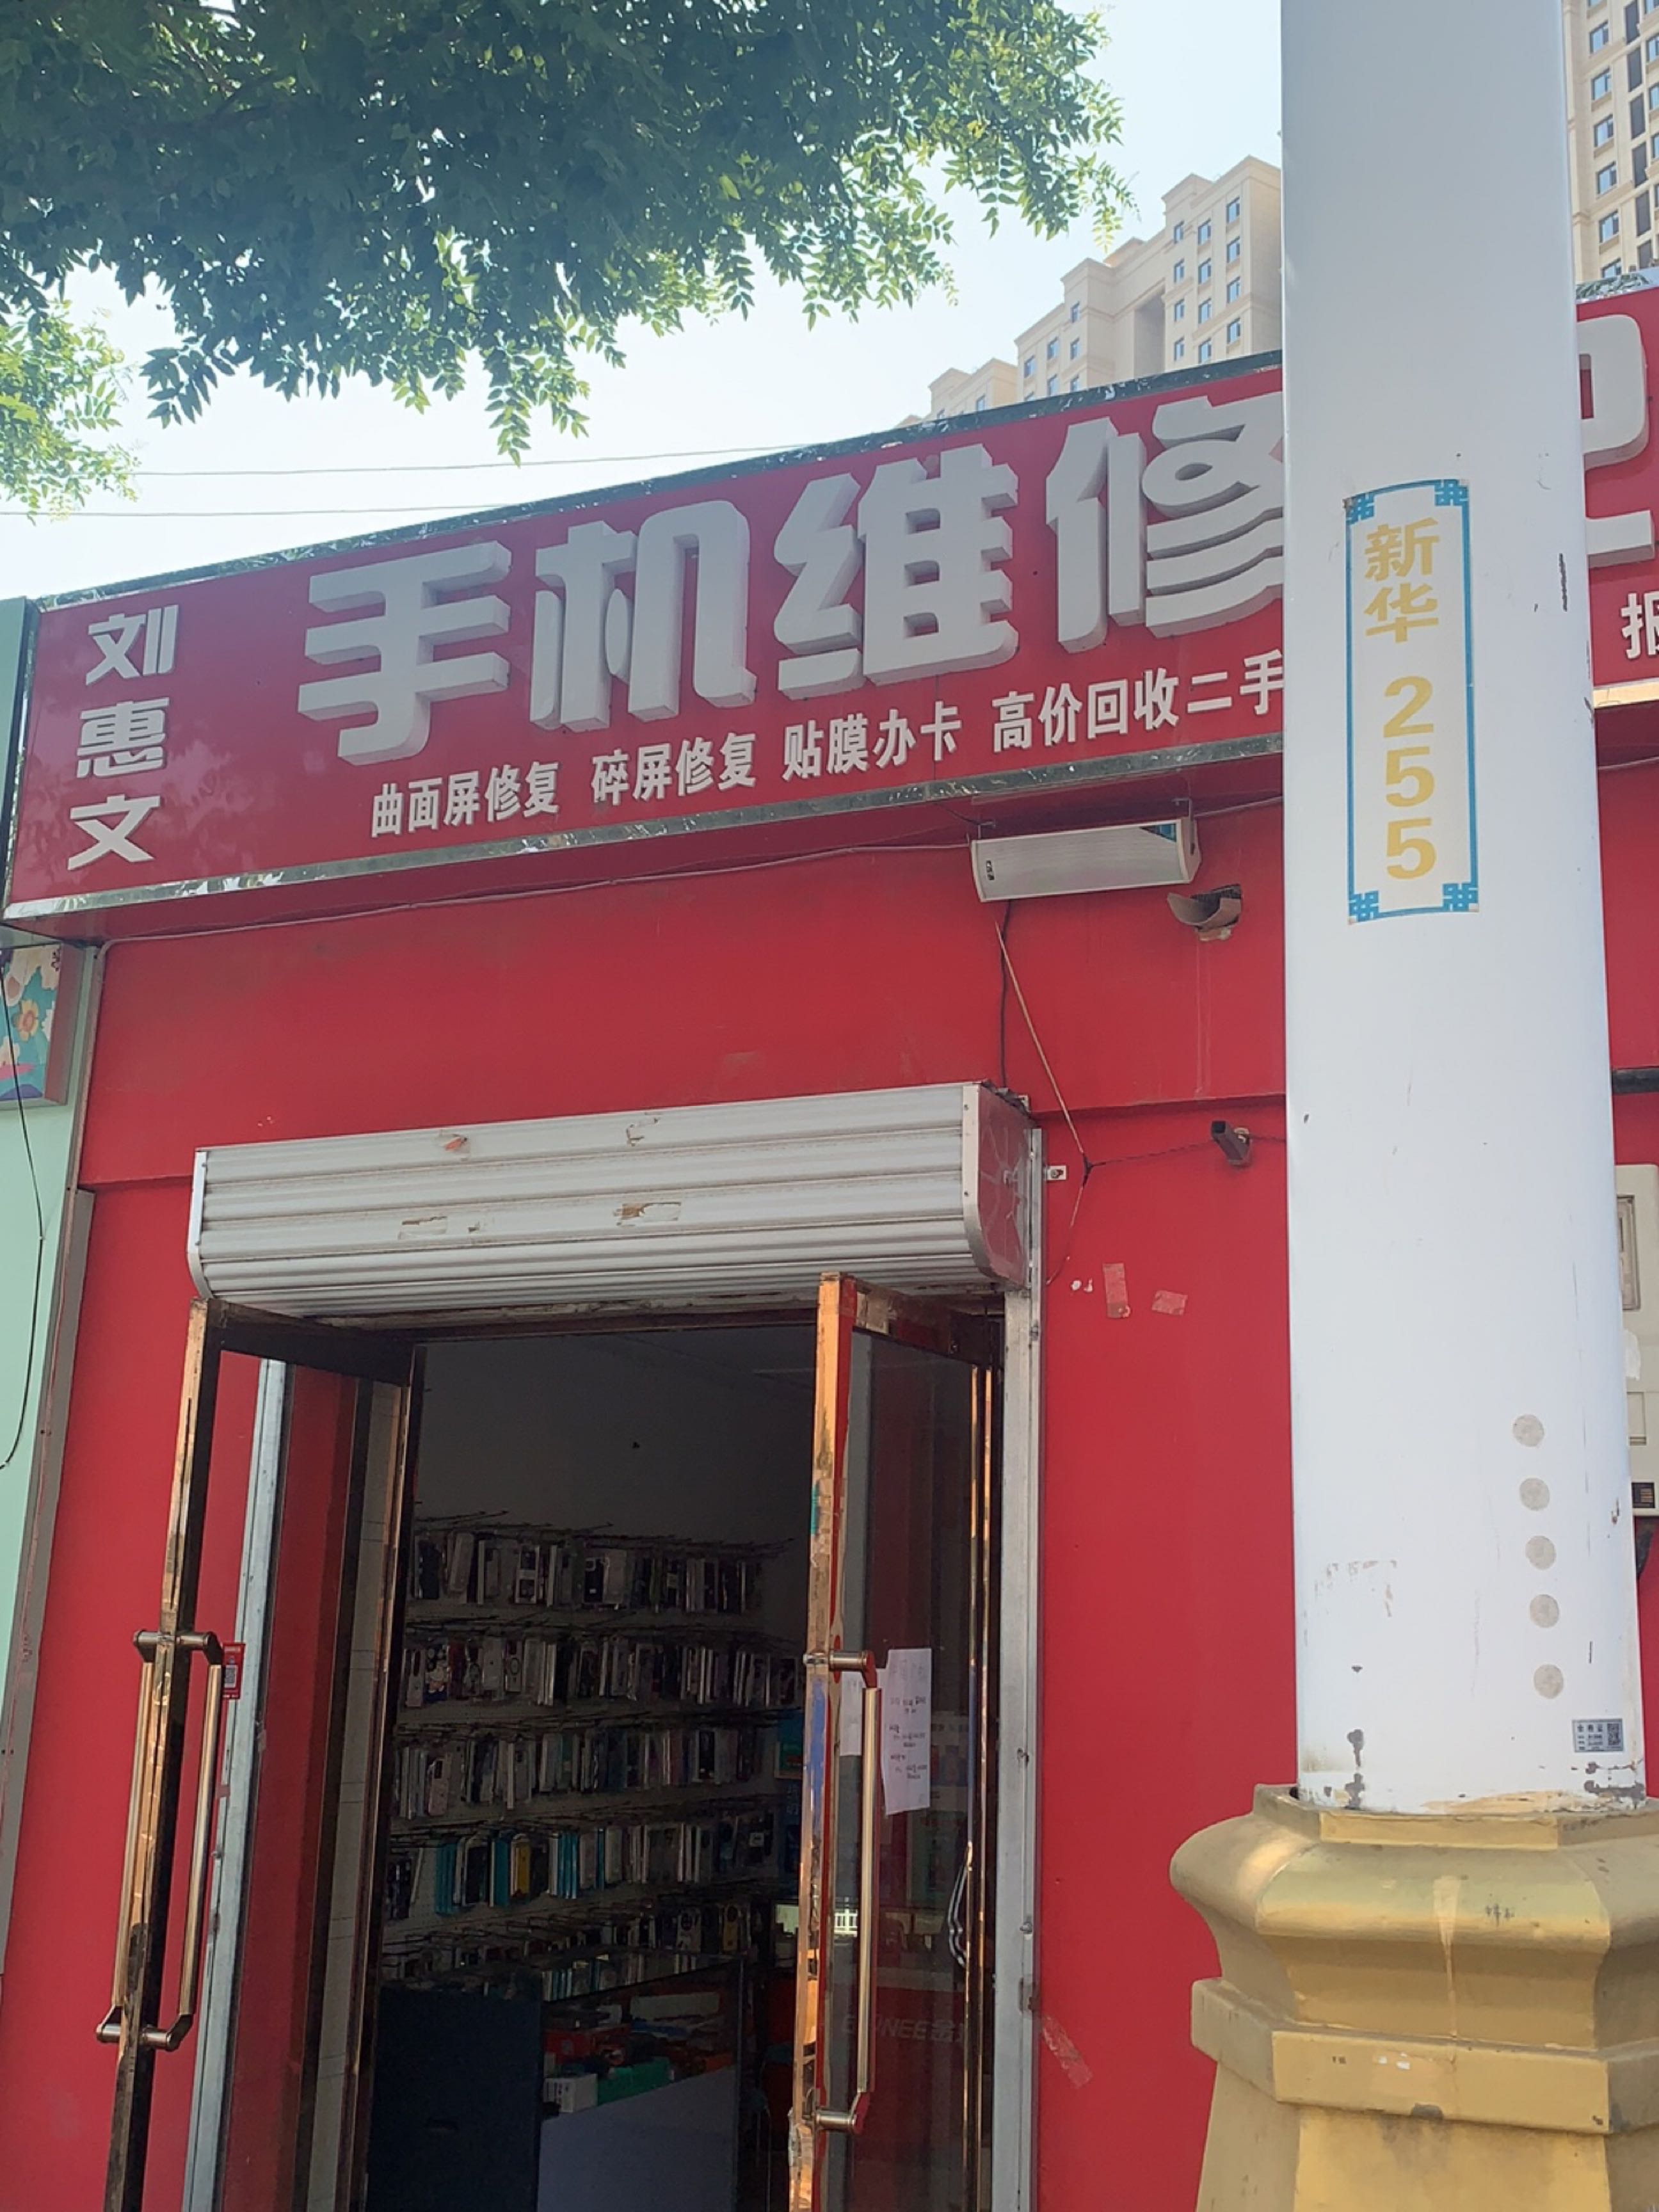 刘惠文
手机维修
曲面屏修复 碎屏修复 贴膜办卡 高价回收二手
新华 255